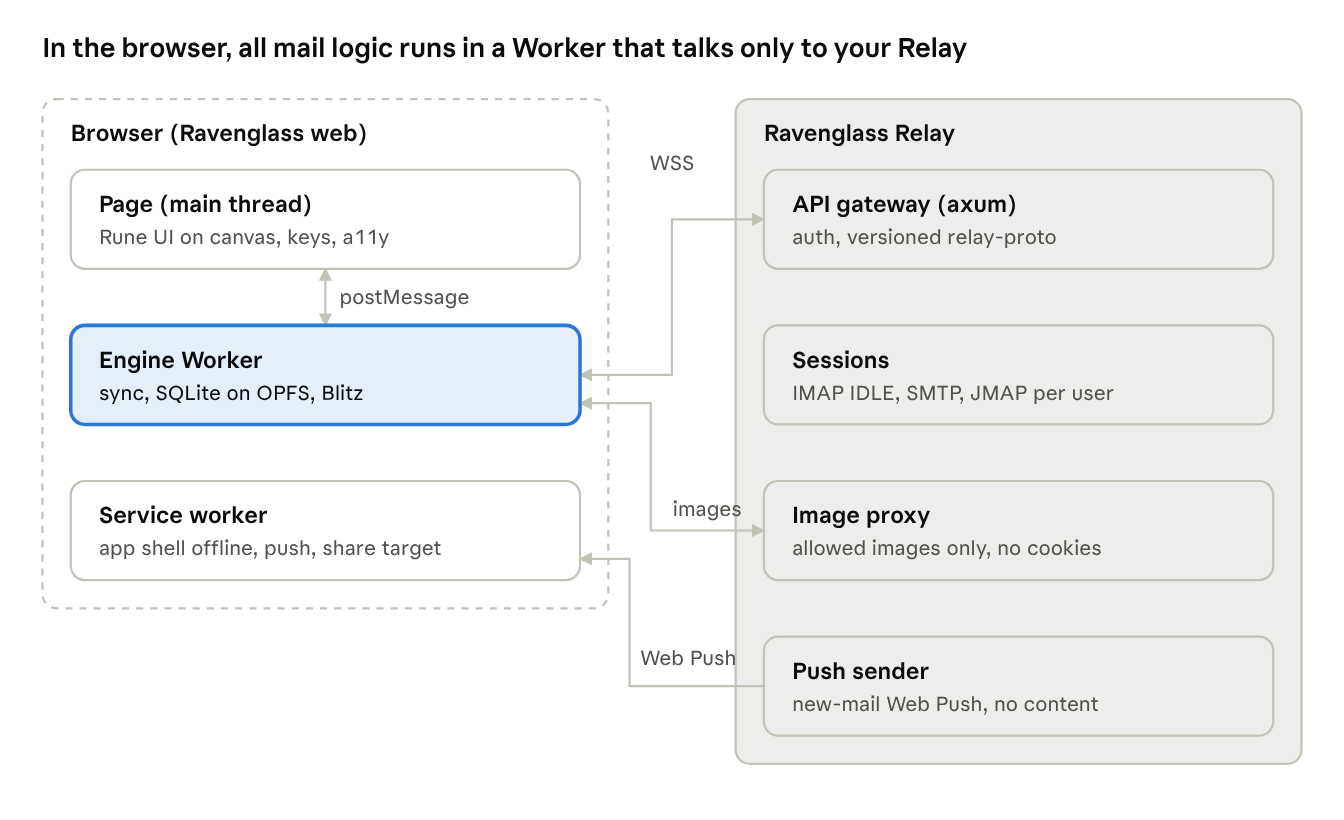 In the browser, all mail logic runs in a Worker that talks only to your Relay
Browser (Ravenglass web)
Page (main thread)
Rune UI on canvas, keys, a11y
postMessage
Engine Worker
sync, SQLite on OPFS, Blitz
Service worker
app shell offline, push, share target
WSS
images
Web Push
Ravenglass Relay
API gateway (axum)
auth, versioned relay-proto
Sessions
IMAP IDLE, SMTP, JMAP per user
Image proxy
allowed images only, no cookies
Push sender
new-mail Web Push, no content